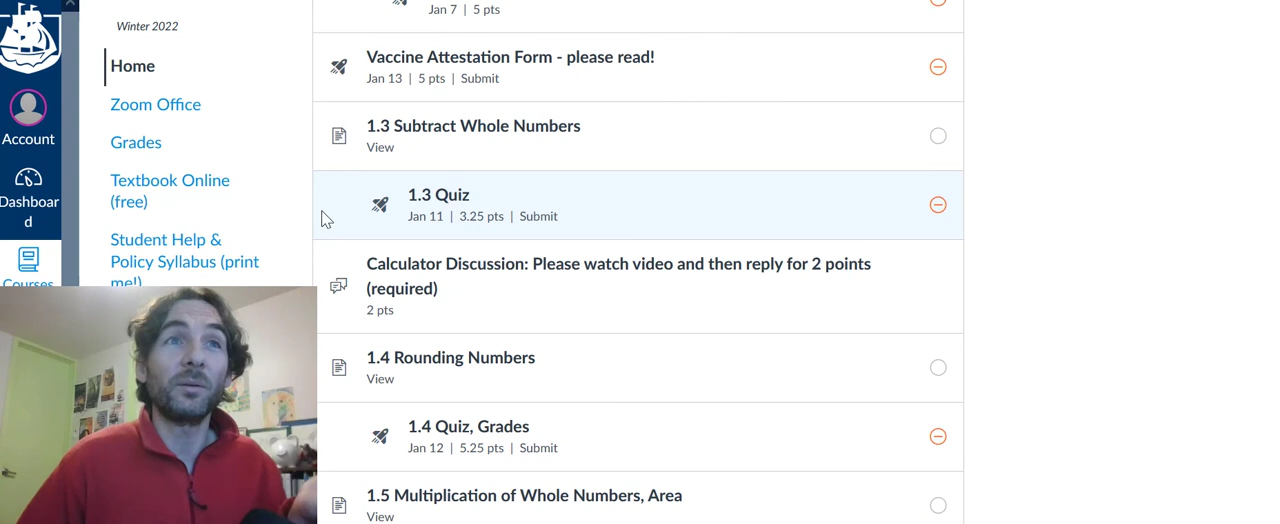 Winter 2022
Home
Zoom Office
Grades
Textbook Online
(free)
Student Help &
Policy Syllabus (print
me!)
Account
Dashboar
d
Courses
Jan 7 | 5 pts
Vaccine Attestation Form - please read!
Jan 13 | 5 pts | Submit
1.3 Subtract Whole Numbers
View
1.3 Quiz
Jan 11 | 3.25 pts | Submit
Calculator Discussion: Please watch video and then reply for 2 points
(required)
2 pts
1.4 Rounding Numbers
View
1.4 Quiz, Grades
Jan 12 | 5.25 pts | Submit
1.5 Multiplication of Whole Numbers, Area
View